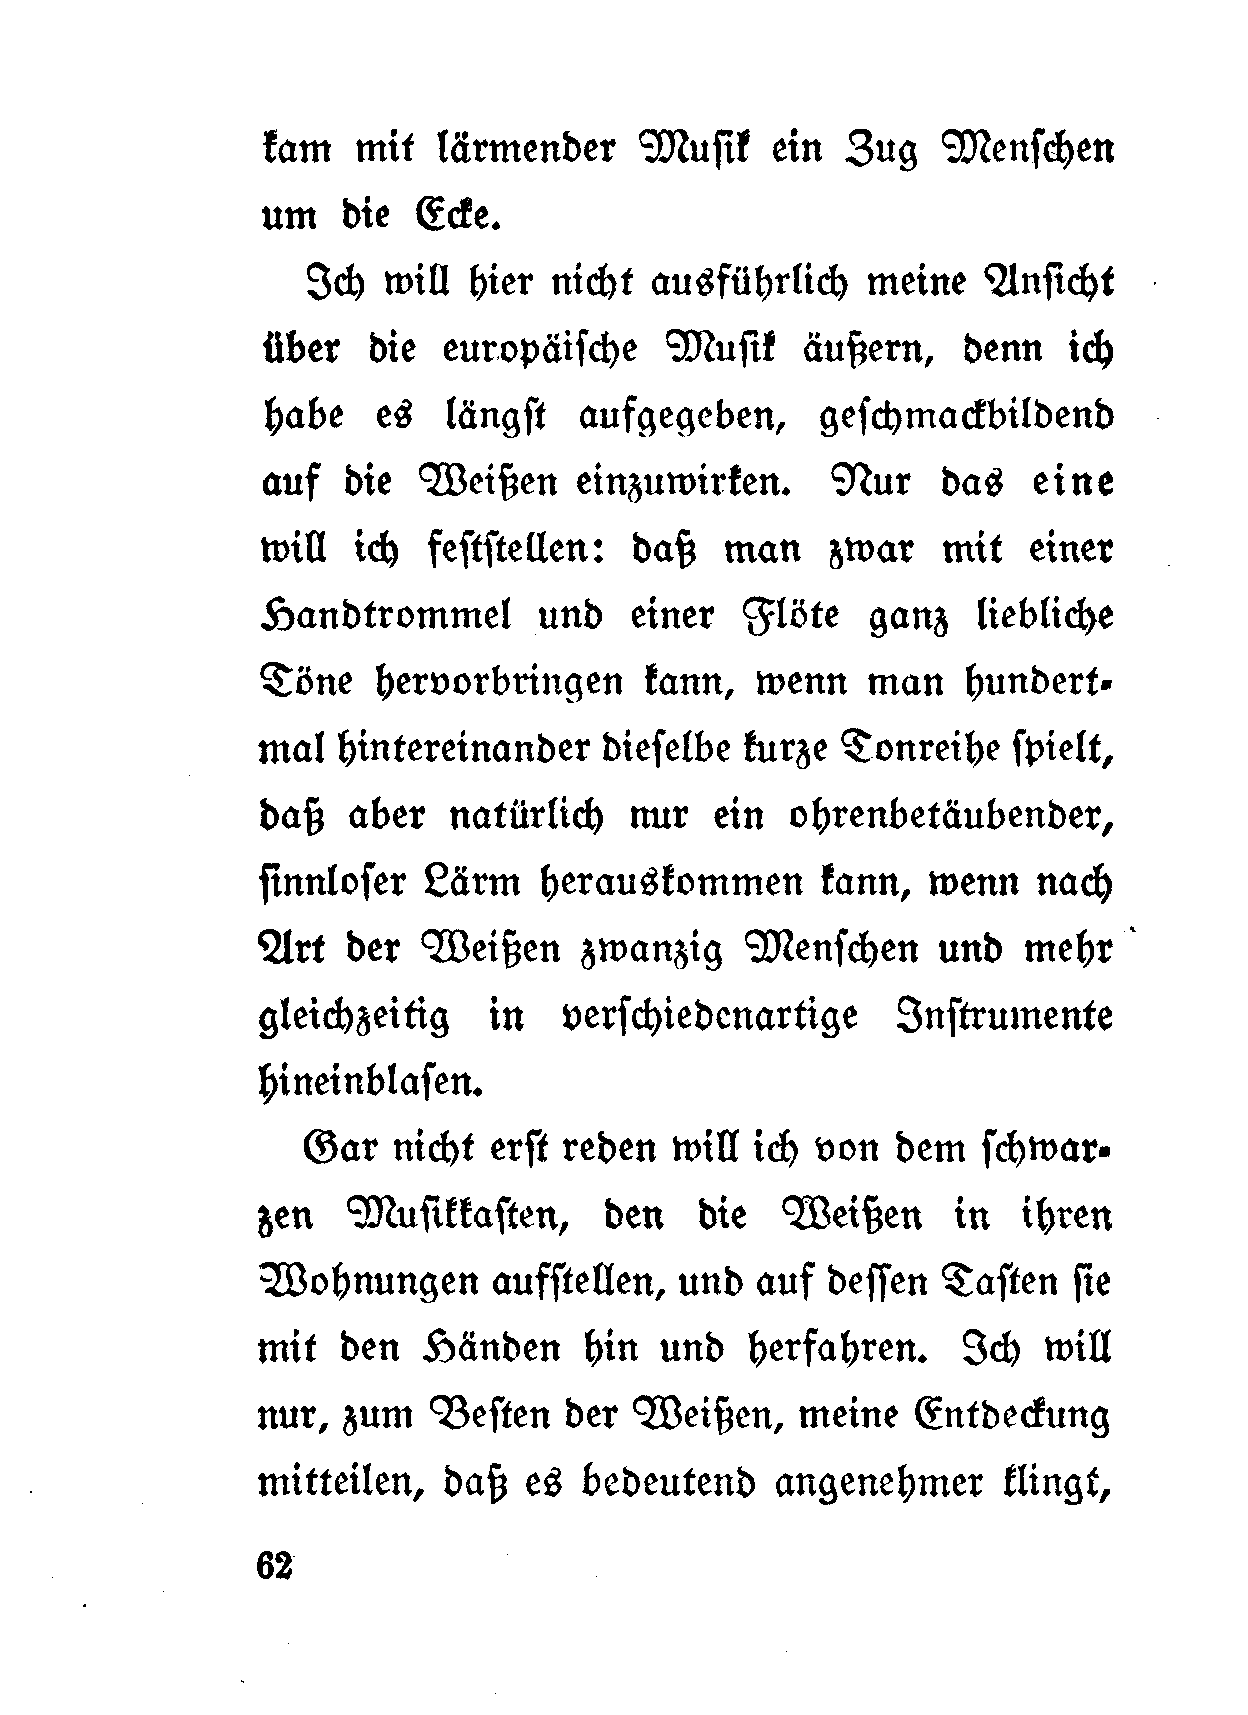 kam mit lärmender Musik ein Zug Menschen
um die Ecke.
Ich will hier nicht ausführlich meine Ansicht
über die europäische Musik äußern, denn ich
habe es längst aufgegeben, geschmackbildend
auf die Weißen einzuwirken. Nur das eine
will ich feststellen: daß man zwar mit einer
Handtrommel und einer Flöte ganz liebliche
Töne hervorbringen kann, wenn man hundert-
mal hintereinander dieselbe kurze Tonreihe spielt,
daß aber natürlich nur ein ohrenbetäubender,
sinnloser Lärm herauskommen kann, wenn nach
Art der Weißen zwanzig Menschen und mehr
gleichzeitig in verschiedenartige Instrumente
hineinblasen.
Gar nicht erst reden will ich von dem schwar-
zen Musikkasten, den die Weißen in ihren
Wohnungen aufstellen, und auf dessen Tasten sie
mit den Händen hin und herfahren. Ich will
nur, zum Besten der Weißen, meine Entdeckung
mitteilen, daß es bedeutend angenehmer klingt,
62